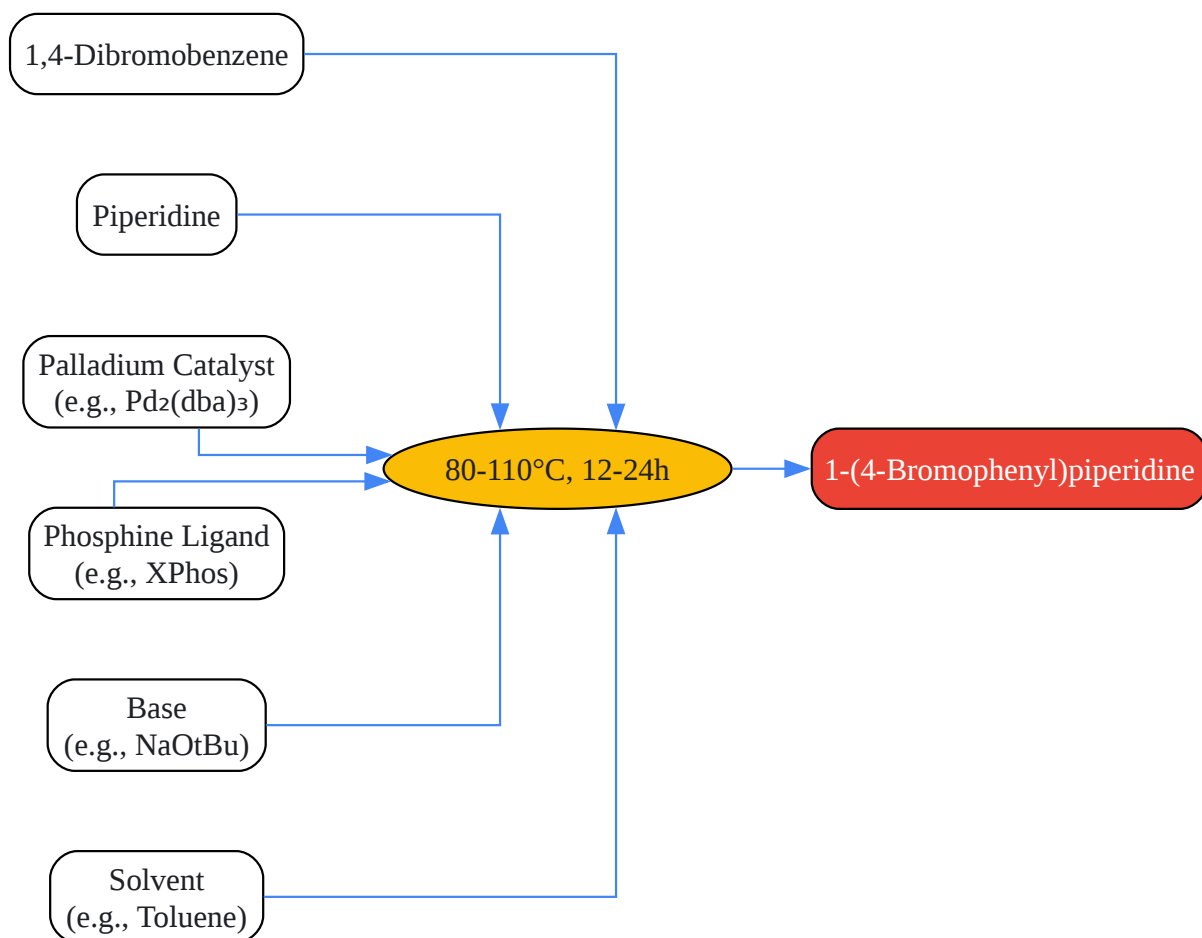 1,4-Dibromobenzene
Piperidine
Palladium Catalyst
(e.g., Pd₂(dba)₃)
80-110°C, 12-24h
1-(4-Bromophenyl)piperidine
Phosphine Ligand
(e.g., XPhos)
Base
(e.g., NaOtBu)
Solvent
(e.g., Toluene)